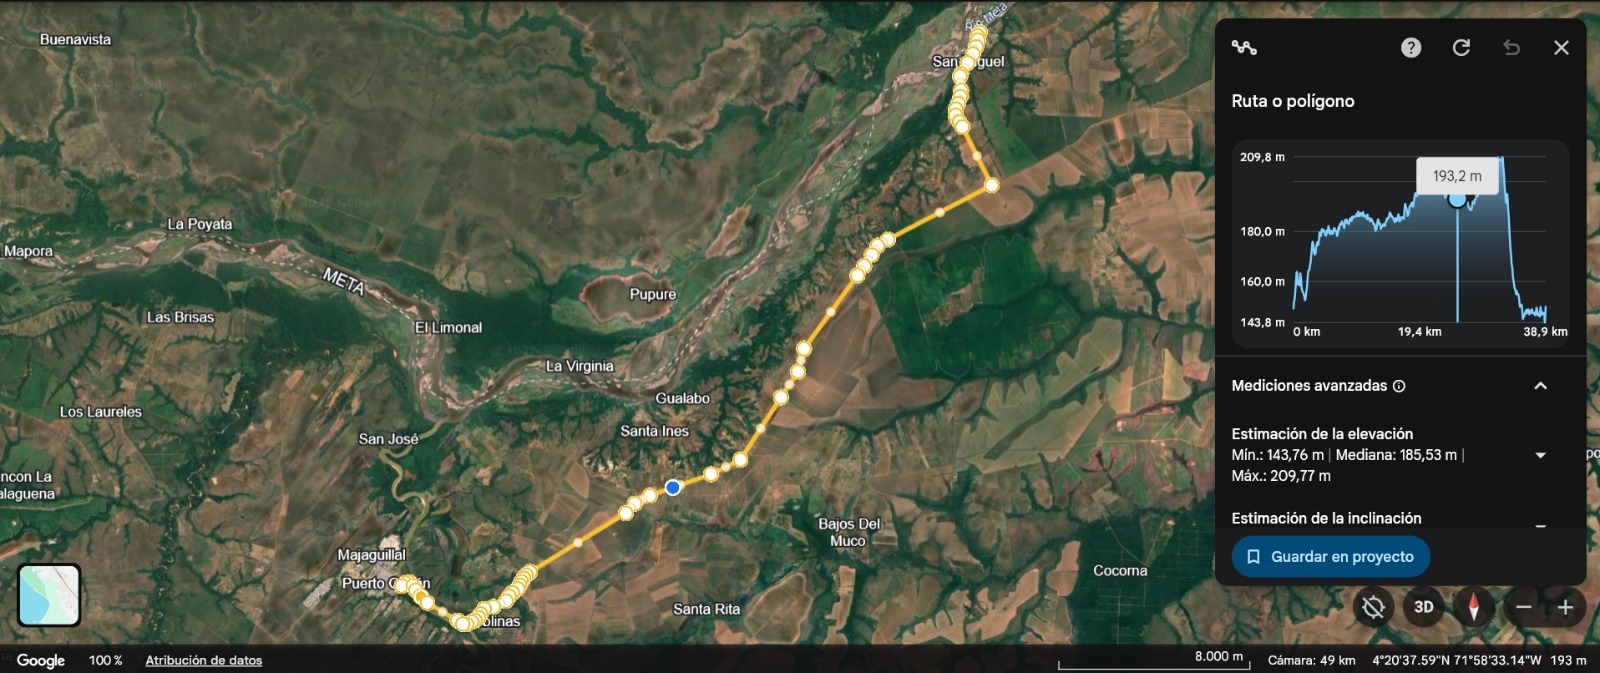 Buenavista
Río Meta
La Poyata
Mapora
META
Las Brisas
El Limonal
Pupure
La Virginia
Gualabo
Los Laureles
San José
Santa Ines
Majaguillal
Puerto
Bajos Del
Muco
Cocorna
Santa Rita
Ruta o polígono
209,8 m
193,2 m
180,0 m
160,0 m
143,8 m
0 km
19,4 km
38,9 km
Mediciones avanzadas
Estimación de la elevación
Mín.: 143,76 m | Mediana: 185,53 m |
Máx.: 209,77 m
Estimación de la inclinación
Guardar en proyecto
3D
Google
100 %
Atribución de datos
8.000 m
Cámara: 49 km
4°20'37.59"N 71°58'33.14"W
193 m